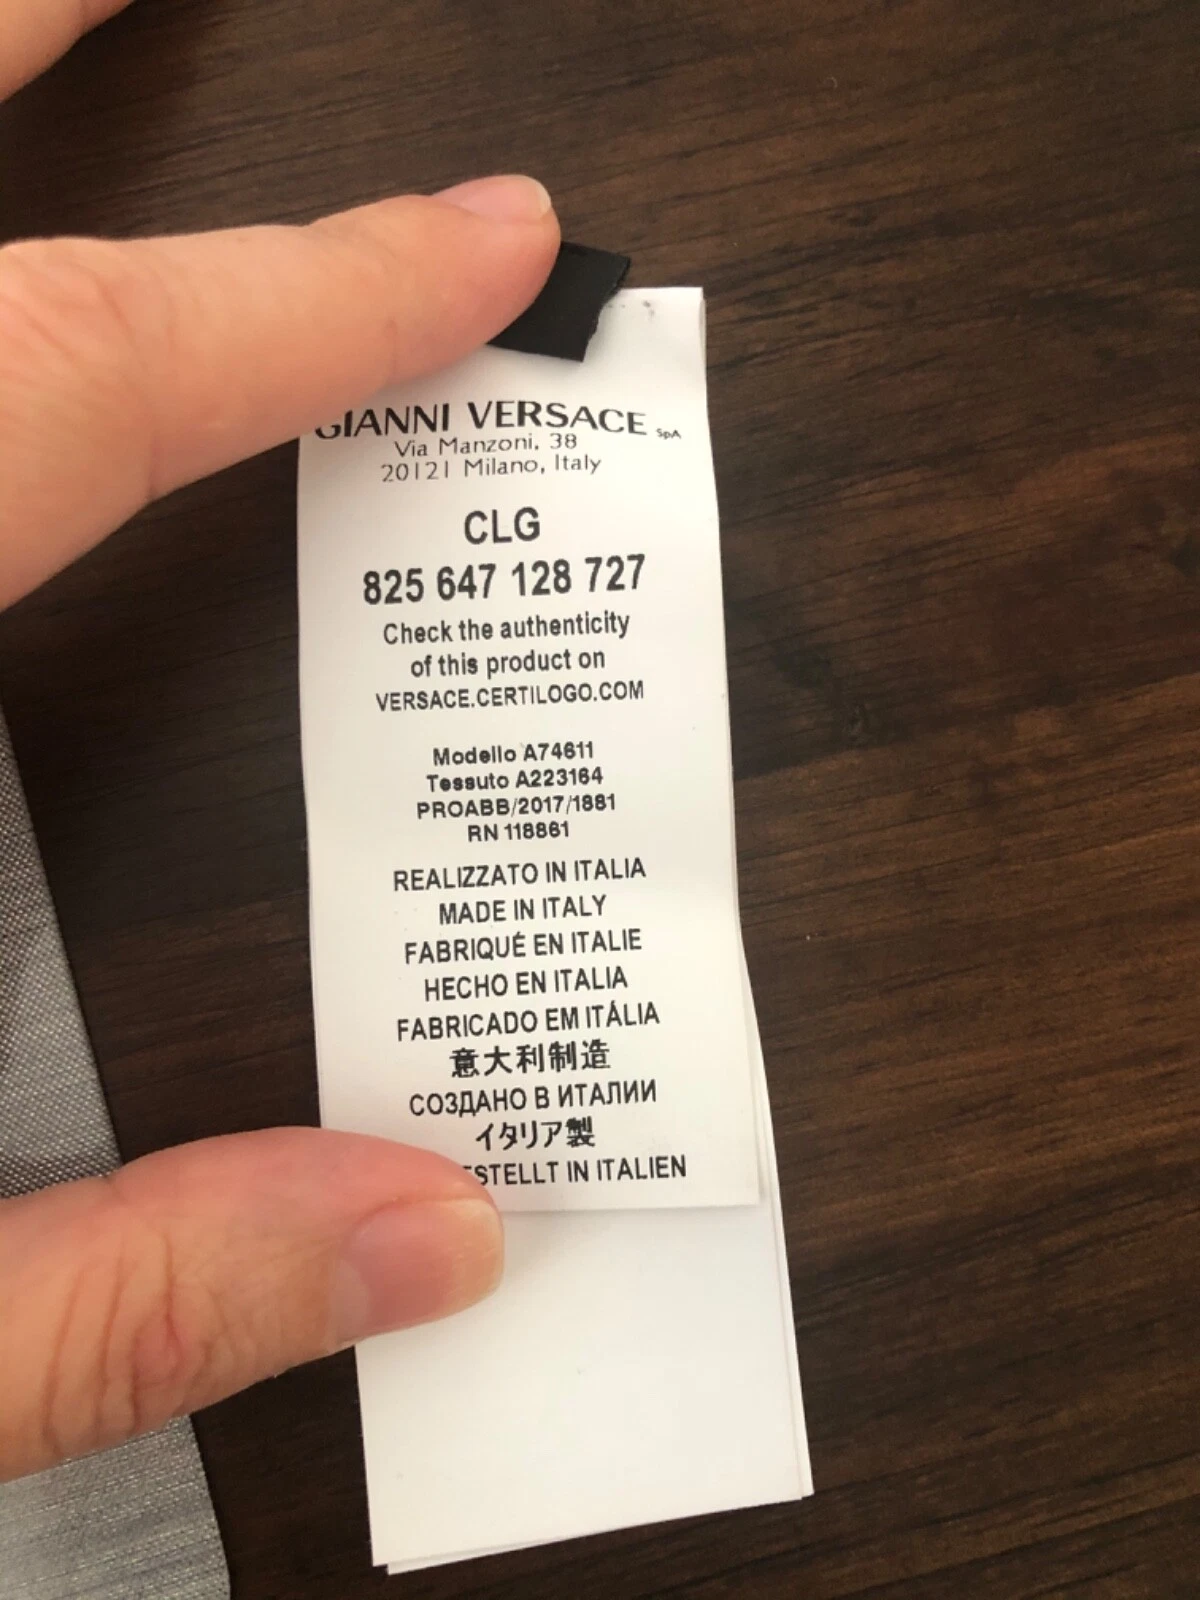 GIANNI VERSACE SpA
Via Manzoni, 38
20121 Milano, Italy
CLG
825 647 128 727
Check the authenticity
of this product on
VERSACE.CERTILOGO.COM
Modello A74611
Tessuto A223164
PROABB/2017/1881
RN 118861
REALIZZATO IN ITALIA
MADE IN ITALY
FABRIQUÉ EN ITALIE
HECHO EN ITALIA
FABRICADO EM ITÁLIA
意大利制造
СОЗДАНО В ИТАЛИИ
イタリア製
IN ITALIEN